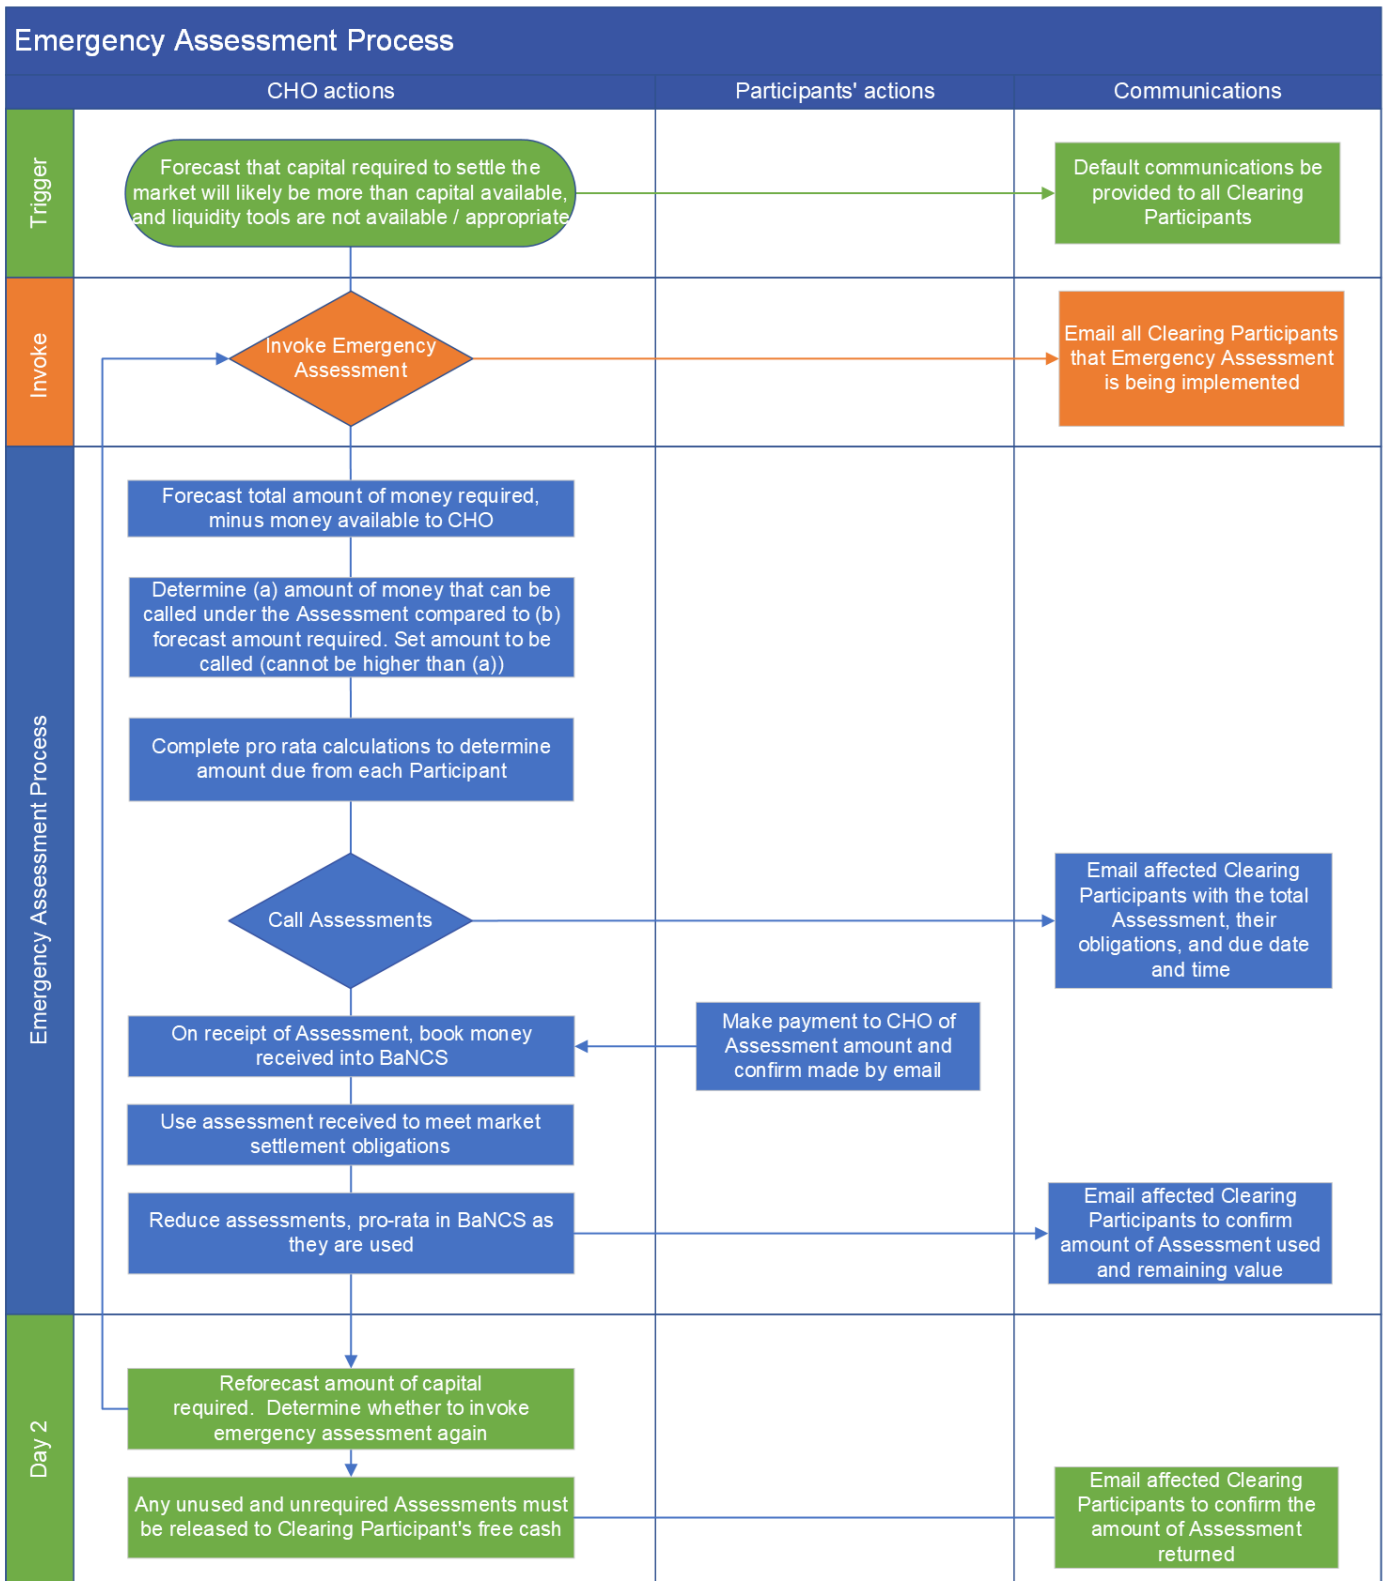 Emergency Assessment Process
CHO actions
Participants' actions
Communications
Trigger
Forecast that capital required to settle the
market will likely be more than capital available,
and liquidity tools are not available / appropriate
Default communications be
provided to all Clearing
Participants
Invoke
Invoke Emergency
Assessment
Email all Clearing Participants
that Emergency Assessment
is being implemented
Emergency Assessment Process
Forecast total amount of money required,
minus money available to CHO
Determine (a) amount of money that can be
called under the Assessment compared to (b)
forecast amount required. Set amount to be
called (cannot be higher than (a))
Complete pro rata calculations to determine
amount due from each Participant
Call Assessments
Email affected Clearing
Participants with the total
Assessment, their
obligations, and due date
and time
On receipt of Assessment, book money
received into BaNCS
Make payment to CHO of
Assessment amount and
confirm made by email
Use assessment received to meet market
settlement obligations
Reduce assessments, pro-rata in BaNCS as
they are used
Email affected Clearing
Participants to confirm
amount of Assessment used
and remaining value
Day 2
Reforecast amount of capital
required.  Determine whether to invoke
emergency assessment again
Any unused and unrequired Assessments must
be released to Clearing Participant's free cash
Email affected Clearing
Participants to confirm the
amount of Assessment
returned